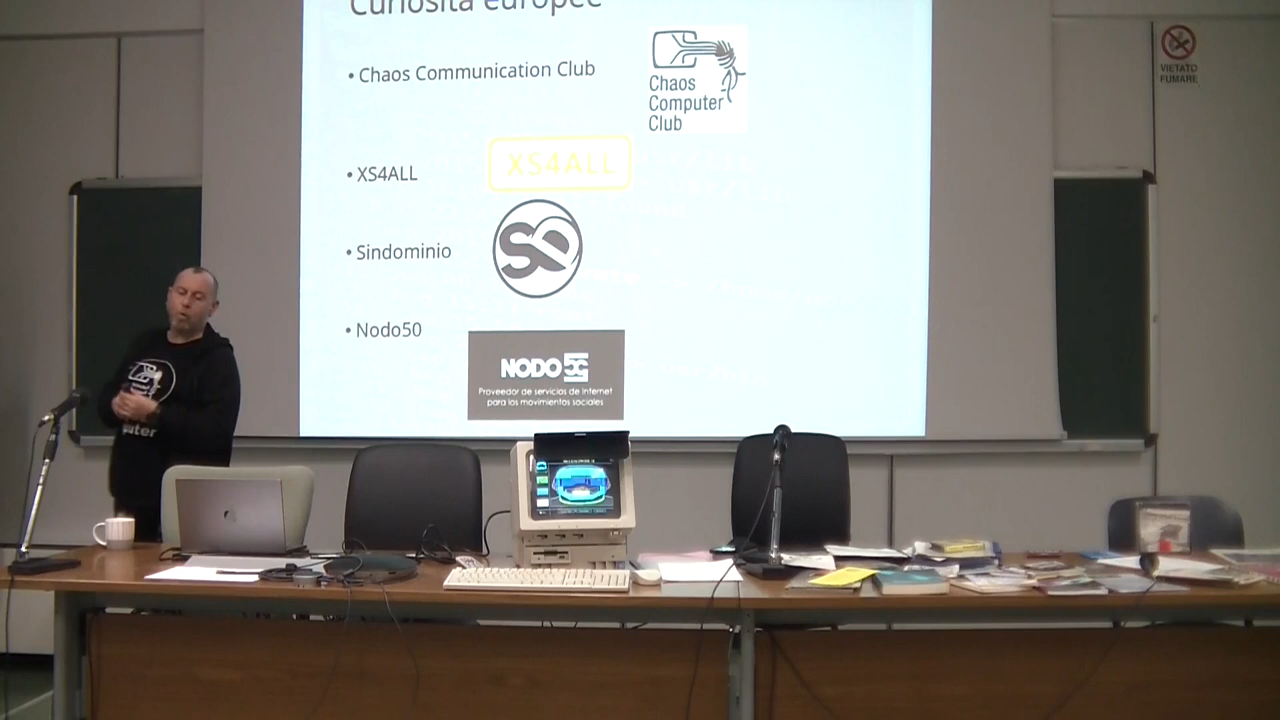 Curiosità europee
• Chaos Communication Club
Chaos
Computer
Club
• XS4ALL
XS4ALL
• Sindominio
• Nodo50
NODO50
Proveedor de servicios de Internet
para los movimientos sociales
VIETATO
FUMARE